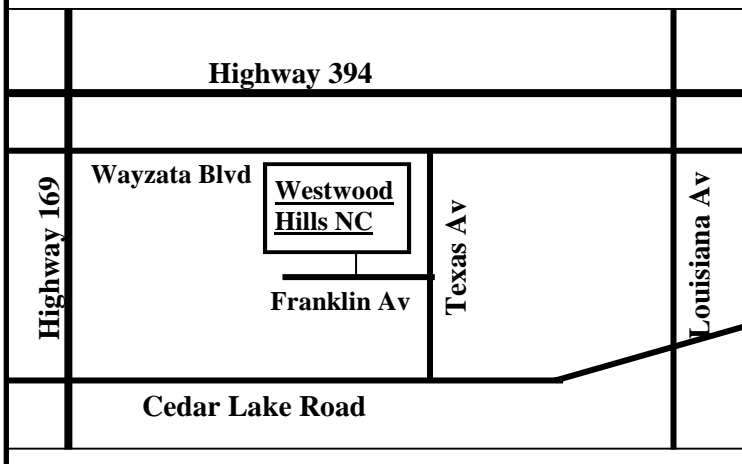 Highway 394
Wayzata Blvd
Westwood
Hills NC
Highway 169
Texas Av
Louisiana Av
Franklin Av
Cedar Lake Road